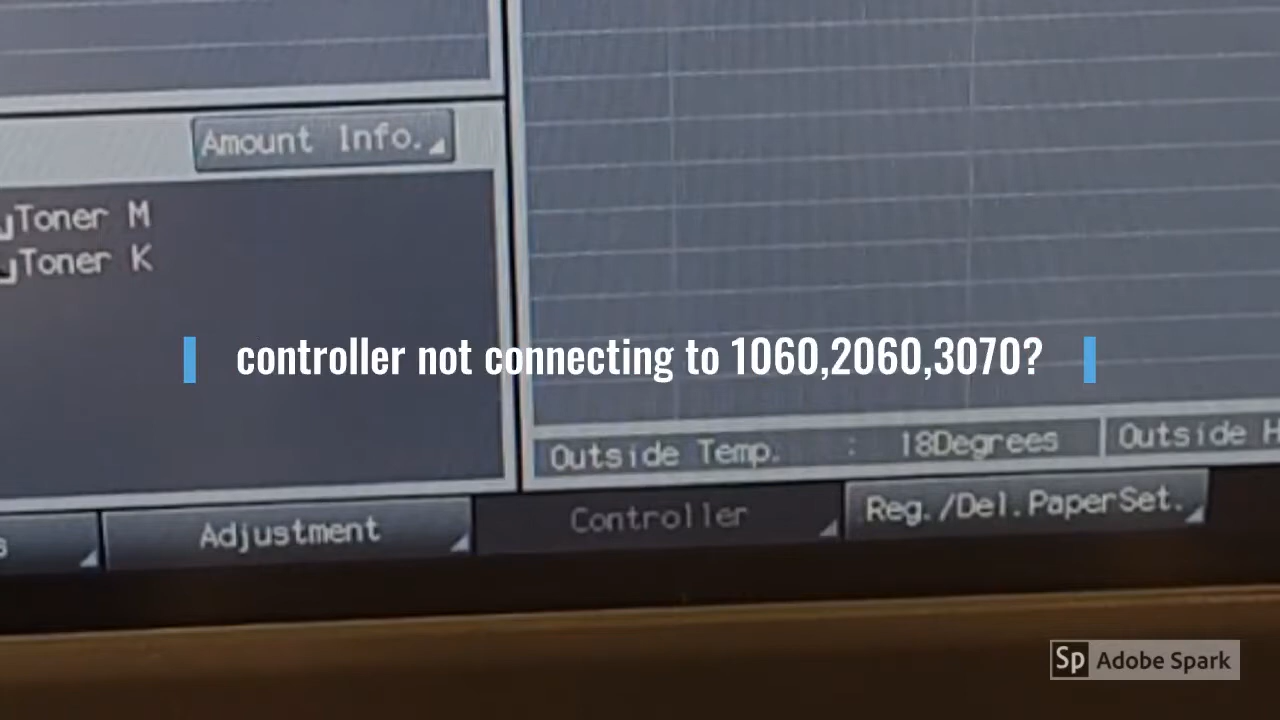 Amount Info.
Toner M
Toner K
controller not connecting to 1060,2060,3070?
Outside Temp. : 18Degrees
Outside H
Adjustment
Controller
Reg./Del.PaperSet.
Sp Adobe Spark